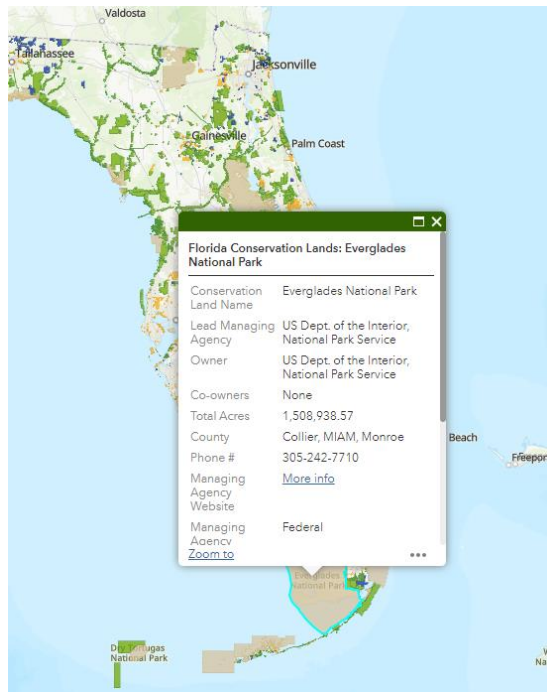 Valdosta
Tallahassee
Jacksonville
Gainesville
Palm Coast
Florida Conservation Lands: Everglades
National Park
Conservation
Land Name
Everglades National Park
Lead Managing
Agency
US Dept. of the Interior,
National Park Service
Owner
US Dept. of the Interior,
National Park Service
Co-owners
None
Total Acres
1,508,938.57
County
Collier, MIAM, Monroe
Phone #
305-242-7710
Managing
Agency
Website
More info
Managing
Agency
Federal
Zoom to
Beach
Freepor
Everglades
National Park
Dry Tortugas
National Park
Na